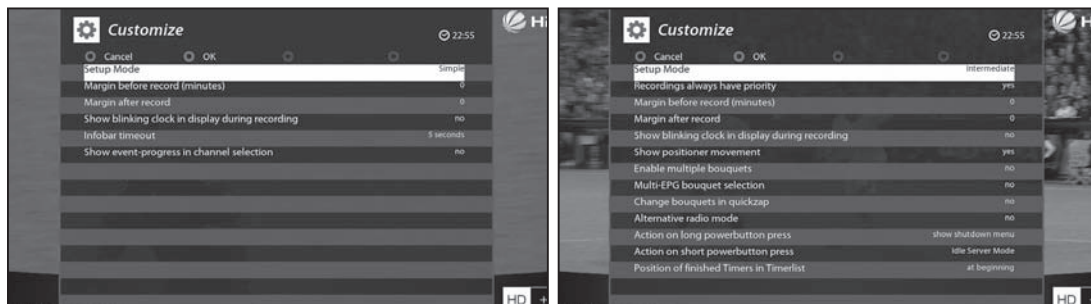 Customize
22:55
Cancel OK
Setup Mode Simple
Margin before record (minutes) 0
Margin after record 0
Show blinking clock in display during recording no
Infobar timeout 5 seconds
Show event-progress in channel selection no
Hi
HD +
Customize
22:55
Cancel OK
Setup Mode Intermediate
Recordings always have priority yes
Margin before record (minutes) 0
Margin after record 0
Show blinking clock in display during recording no
Show positioner movement yes
Enable multiple bouquets no
Multi-EPG bouquet selection no
Change bouquets in quickzap no
Alternative radio mode no
Action on long powerbutton press show shutdown menu
Action on short powerbutton press Idle Server Mode
Position of finished Timers in Timerlist at beginning
HD